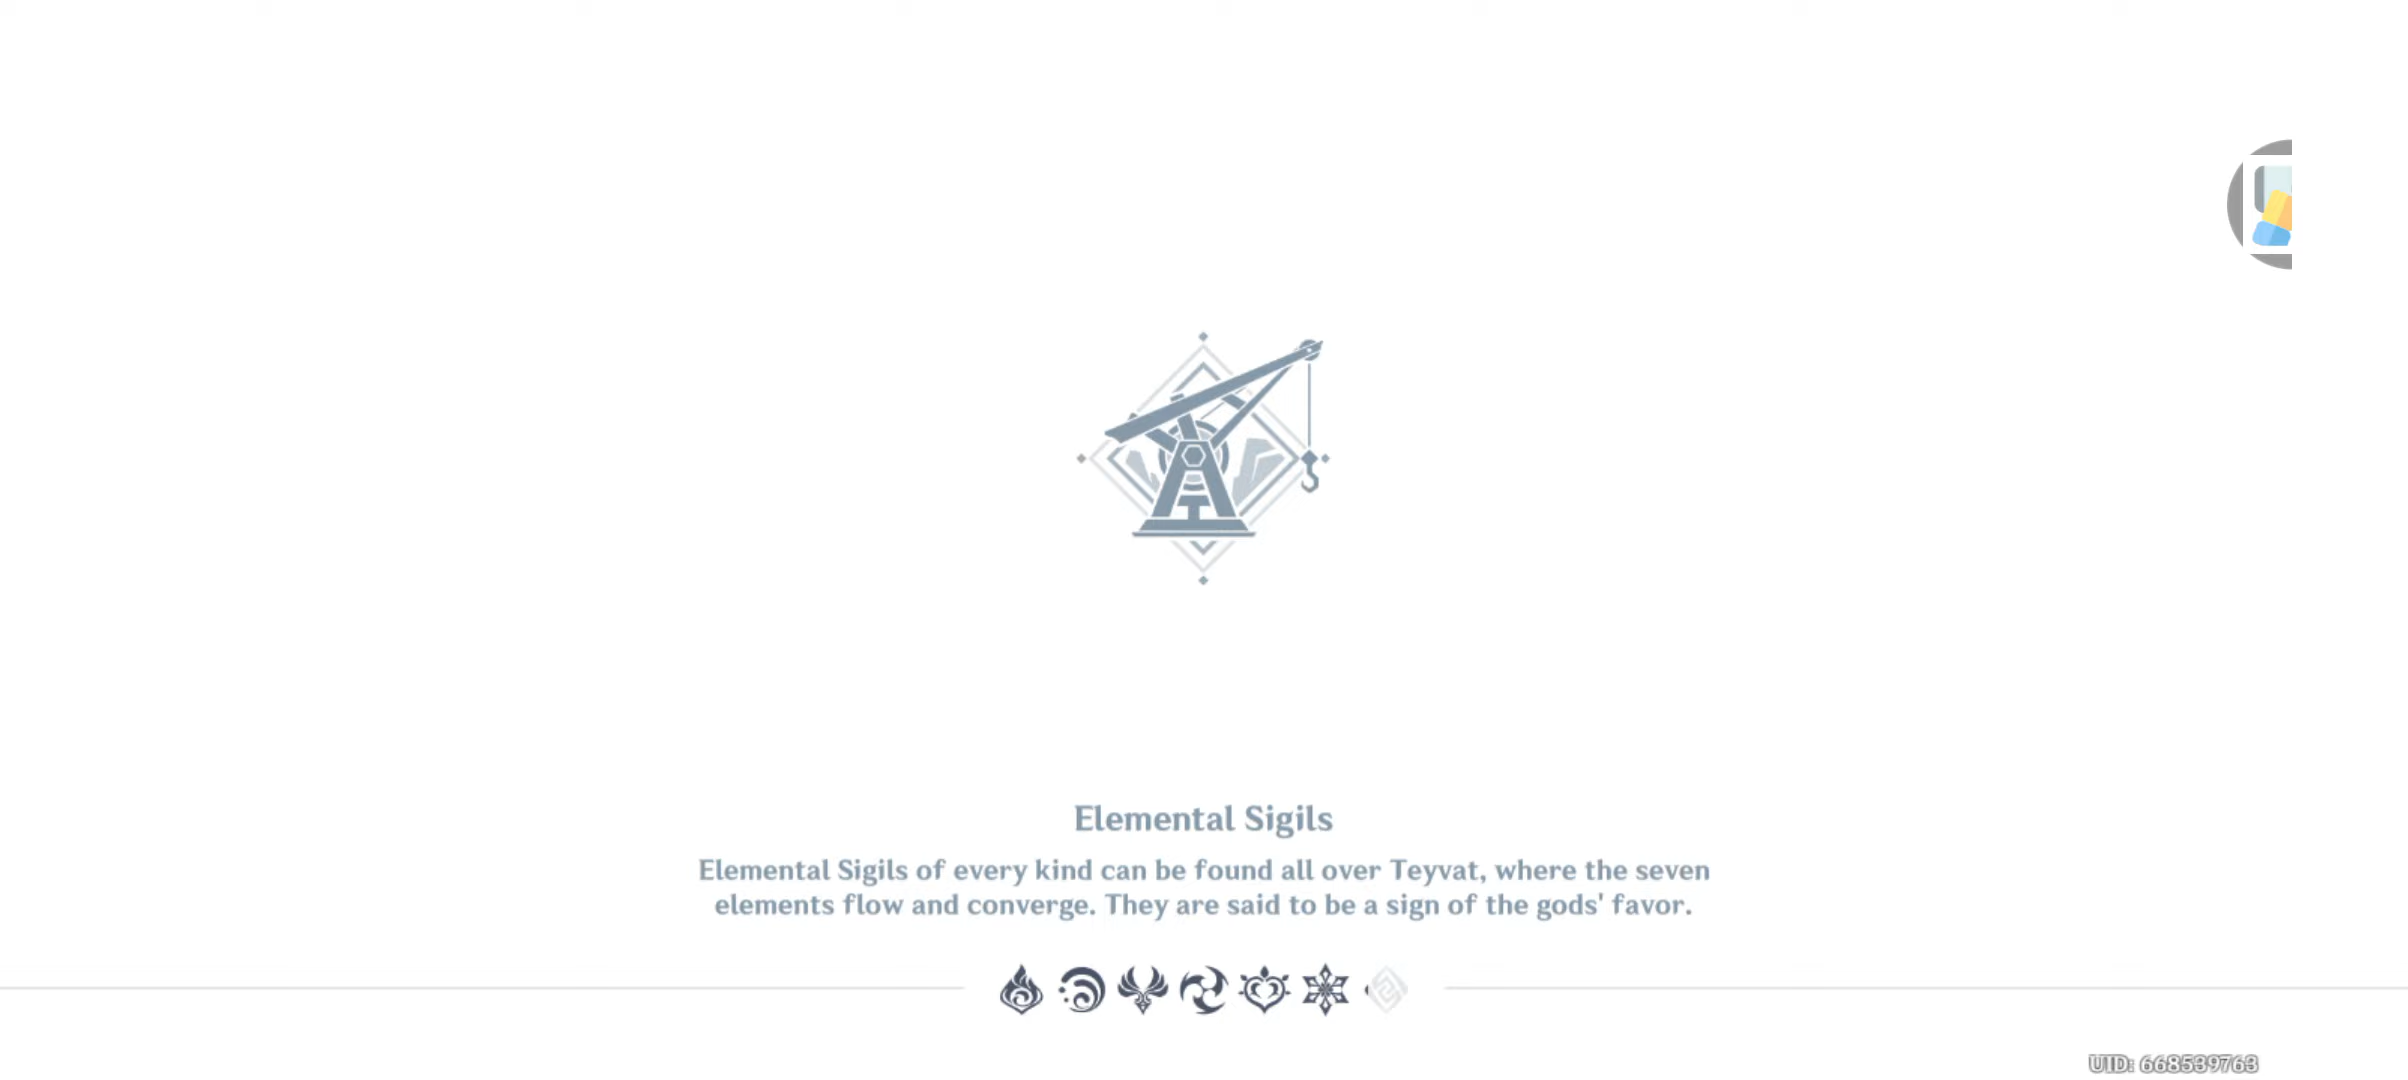 Elemental Sigils
Elemental Sigils of every kind can be found all over Teyvat, where the seven
elements flow and converge. They are said to be a sign of the gods' favor.
UID: 668539763